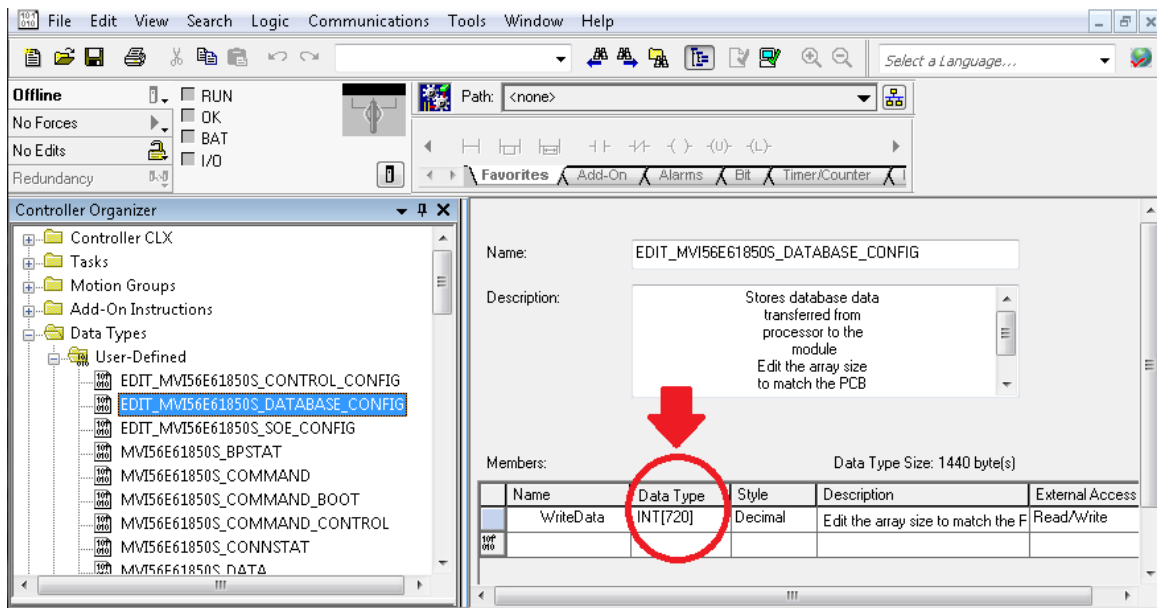 File Edit View Search Logic Communications Tools Window Help
Select a Language...
Offline
RUN
No Forces
OK
No Edits
BAT
Redundancy
I/O
Path: <none>
Favorites Add-On Alarms Bit Timer/Counter
Controller Organizer
Controller CLX
Tasks
Motion Groups
Add-On Instructions
Data Types
User-Defined
EDIT_MVI56E61850S_CONTROL_CONFIG
EDIT_MVI56E61850S_DATABASE_CONFIG
EDIT_MVI56E61850S_SOE_CONFIG
MVI56E61850S_BPSTAT
MVI56E61850S_COMMAND
MVI56E61850S_COMMAND_BOOT
MVI56E61850S_COMMAND_CONTROL
MVI56E61850S_CONNSTAT
MVI56E61850S_DATA
Name: EDIT_MVI56E61850S_DATABASE_CONFIG
Description: Stores database data
transferred from
processor to the
module
Edit the array size
to match the PCB
Members: Data Type Size: 1440 byte(s)
Name Data Type Style Description External Access
WriteData INT[720] Decimal Edit the array size to match the F Read/Write